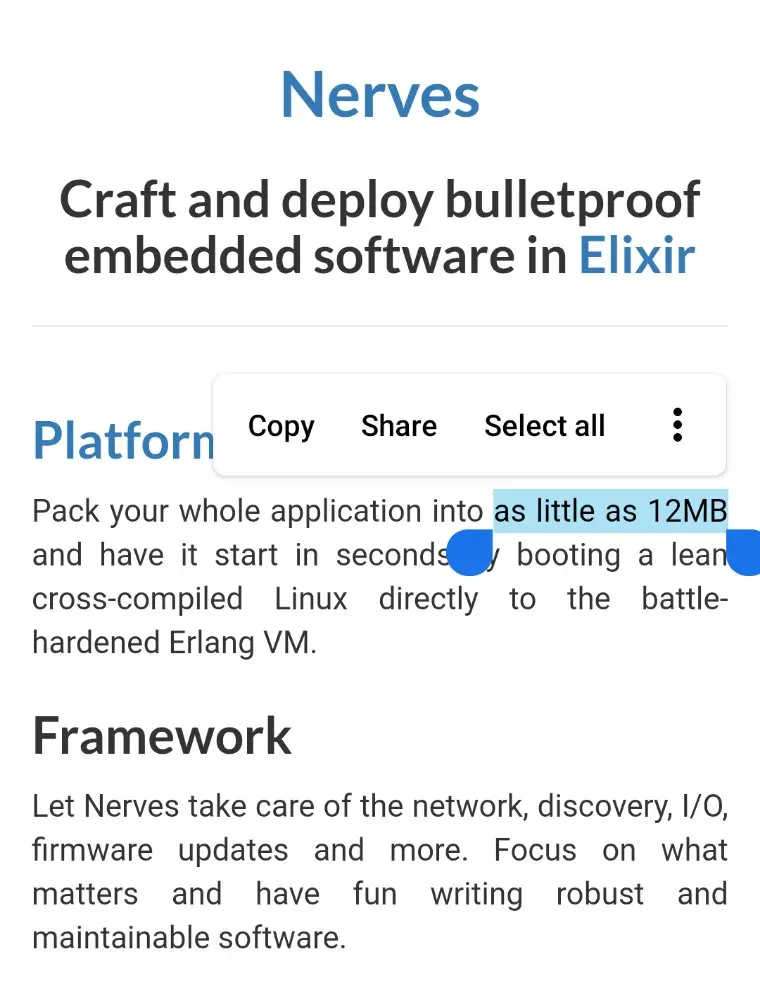 Nerves
Craft and deploy bulletproof
embedded software in Elixir
Copy Share Select all
Platform
Pack your whole application into as little as 12MB
and have it start in seconds by booting a lean
cross-compiled Linux directly to the battle-
hardened Erlang VM.
Framework
Let Nerves take care of the network, discovery, I/O,
firmware updates and more. Focus on what
matters and have fun writing robust and
maintainable software.